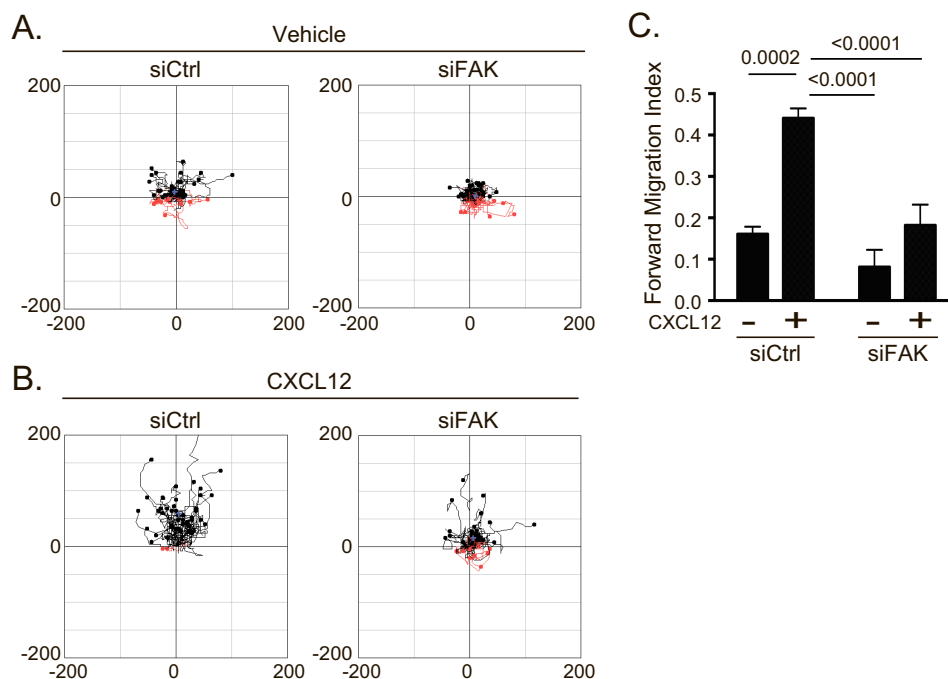 A.
Vehicle
siCtrl
siFAK
200
0
-200
-200 0 200
200
0
-200
-200 0 200
B.
CXCL12
siCtrl
siFAK
200
0
-200
-200 0 200
200
0
-200
-200 0 200
C.
<0.0001
0.0002
<0.0001
Forward Migration Index
0.5
0.4
0.3
0.2
0.1
0.0
CXCL12 – + – +
siCtrl siFAK